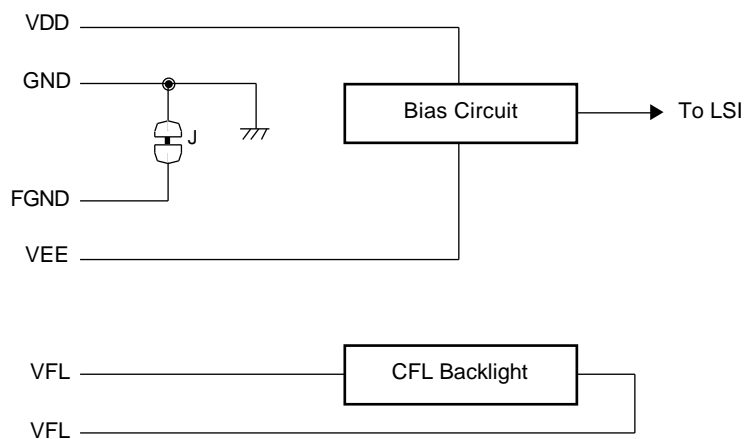 VDD
GND
Bias Circuit
To LSI
J
FGND
VEE
VFL
CFL Backlight
VFL